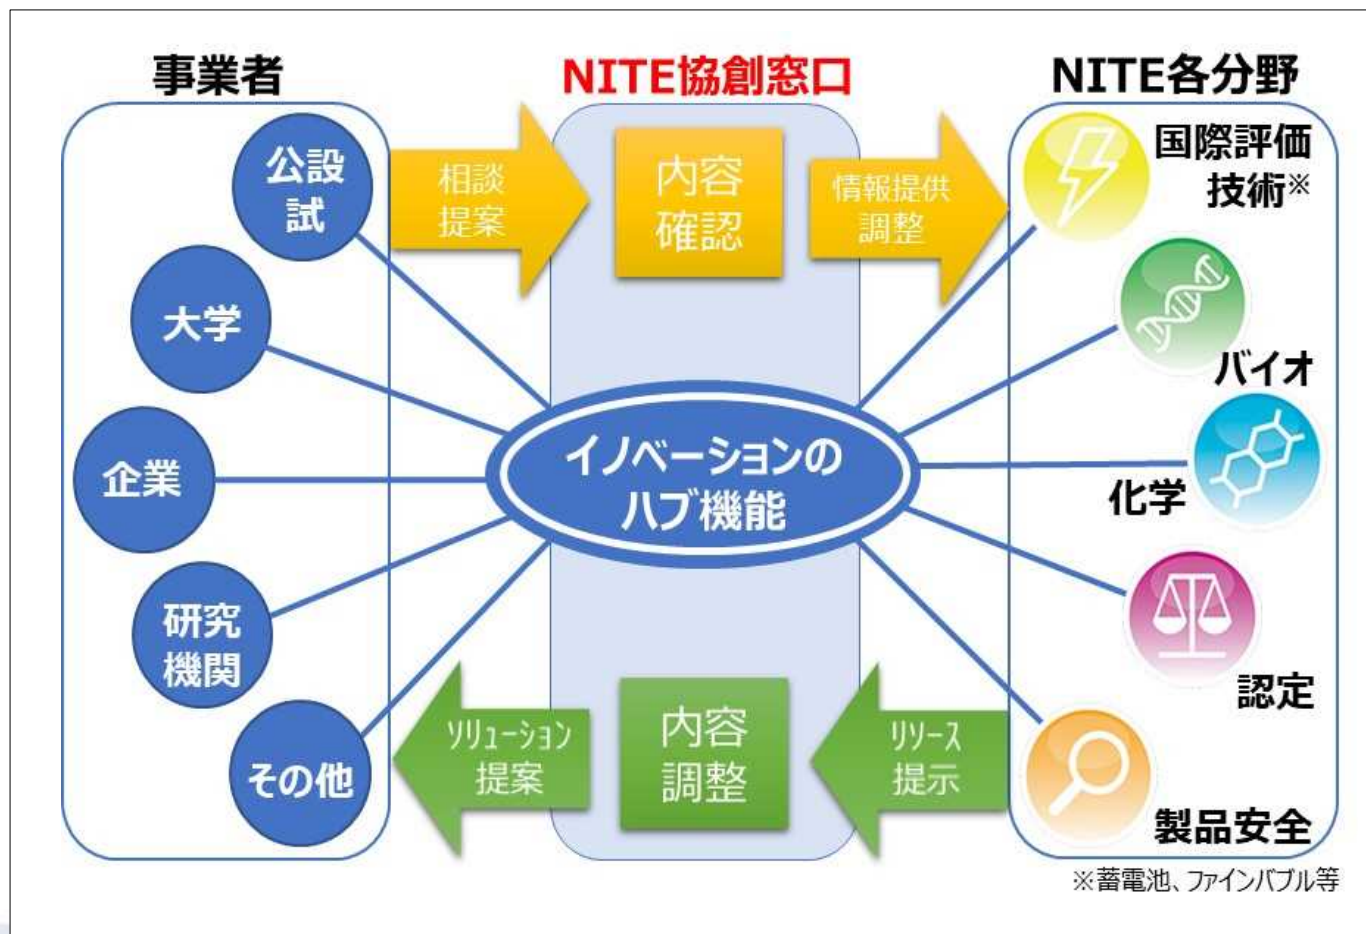 事業者
NITE協創窓口
NITE各分野
公設
試
大学
企業
研究
機関
その他
相談
提案
内容
確認
情報提供
調整
イノベーションの
ハブ機能
国際評価
技術※
バイオ
化学
認定
製品安全
リソース
提示
内容
調整
ソリューション
提案
※蓄電池、ファインバブル等